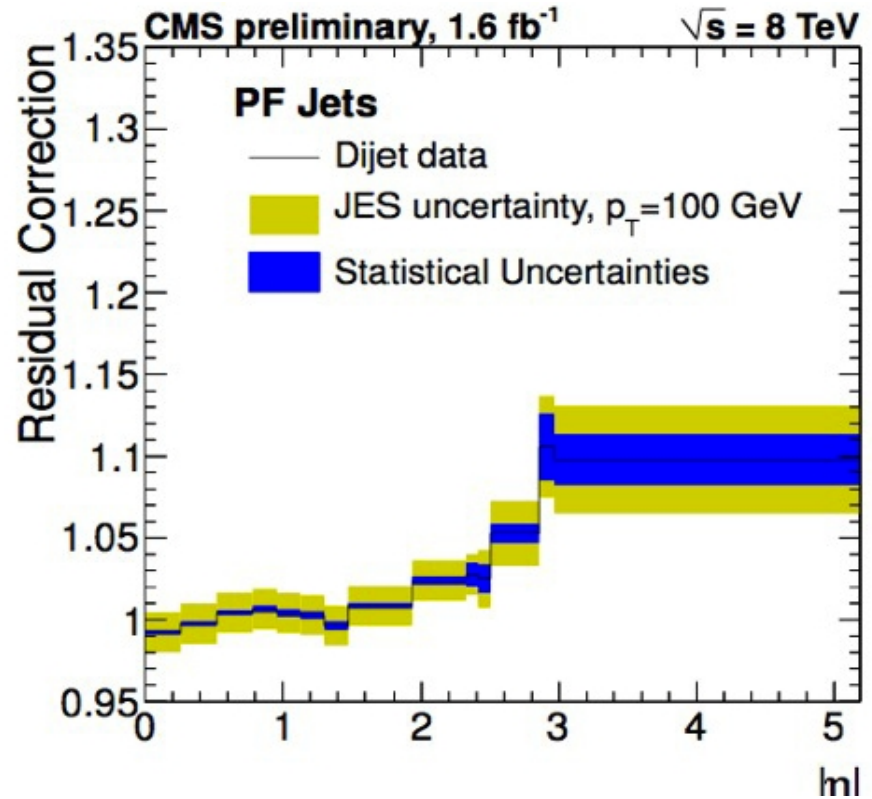 CMS preliminary, 1.6 fb⁻¹ √s = 8 TeV
Residual Correction
1.35
1.3
1.25
1.2
1.15
1.1
1.05
1
0.95
PF Jets
Dijet data
JES uncertainty, p_T=100 GeV
Statistical Uncertainties
0 1 2 3 4 5
|η|